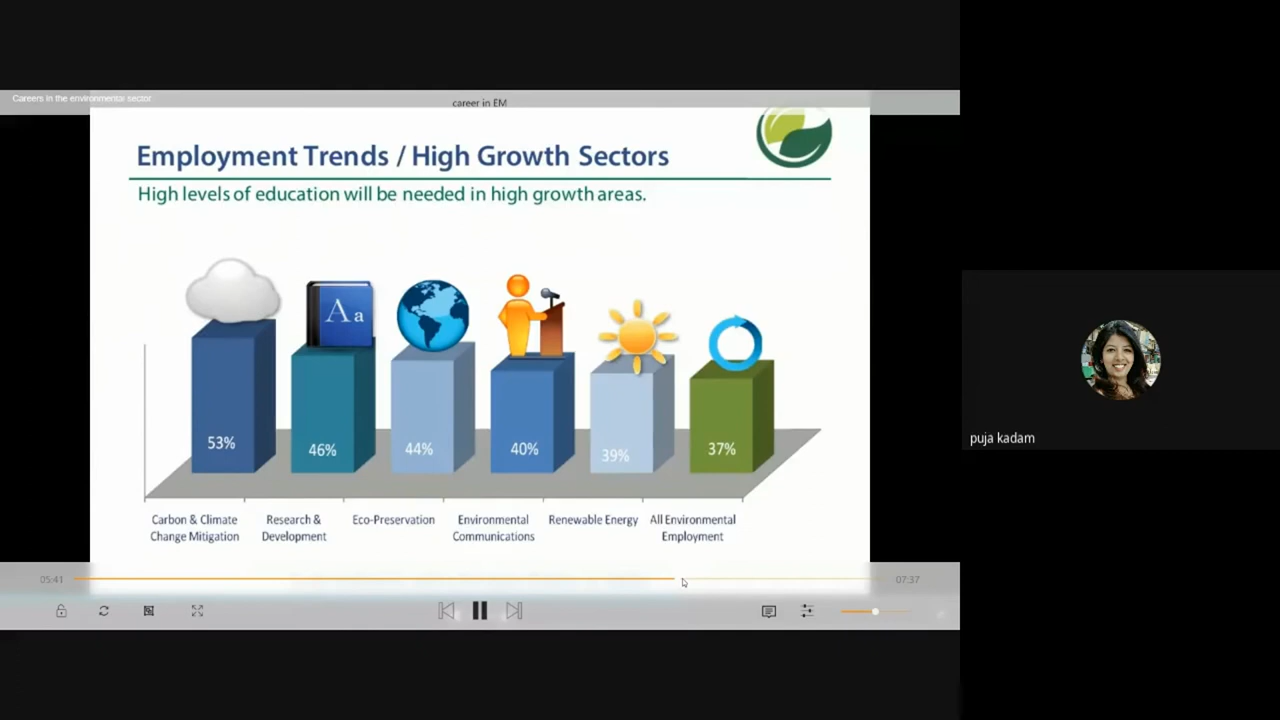 Careers in the environmental sector
career in EM
Employment Trends / High Growth Sectors
High levels of education will be needed in high growth areas.
Aa
53%
46%
44%
40%
39%
37%
Carbon & Climate
Change Mitigation
Research &
Development
Eco-Preservation
Environmental
Communications
Renewable Energy
All Environmental
Employment
05:41
07:37
puja kadam